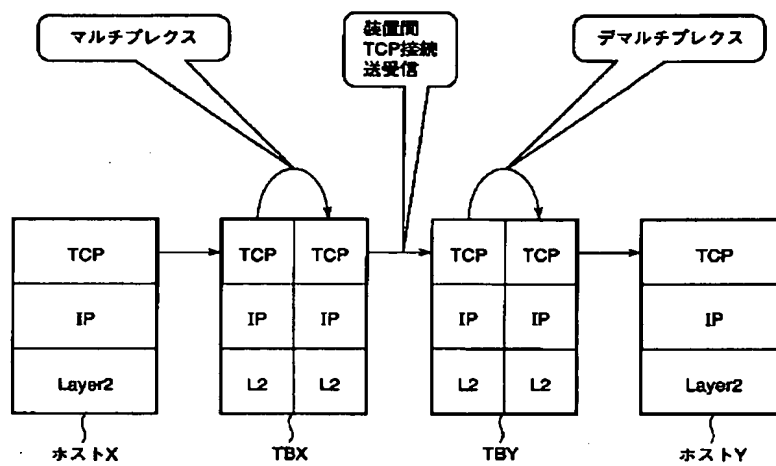 マルチプレクス
装置間
TCP接続
送受信
デマルチプレクス
TCP
TCP
TCP
TCP
TCP
TCP
IP
IP
IP
IP
IP
IP
Layer2
L2
L2
L2
L2
Layer2
ホストX
TBX
TBY
ホストY